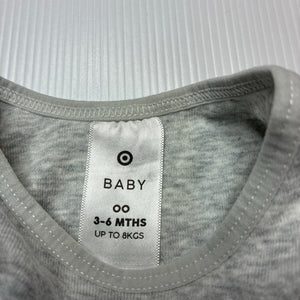 BABY
00
3-6 MTHS
UP TO 8KGS